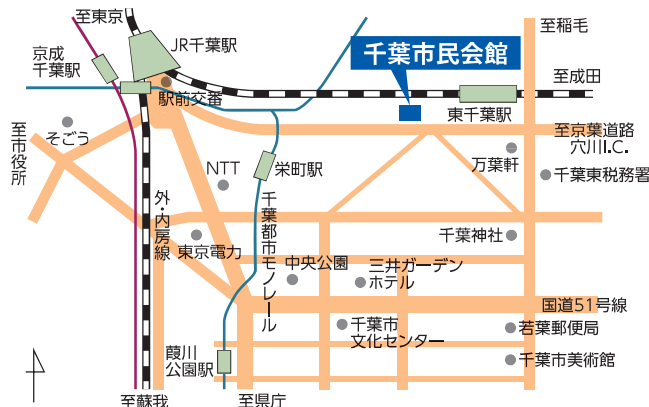 至東京
JR千葉駅
京成
千葉駅
駅前交番
千葉市民会館
至稲毛
至成田
東千葉駅
至京葉道路
穴川I.C.
至市役所
そごう
NTT
栄町駅
万葉軒
千葉東税務署
外・内房線
千葉都市モノレール
東京電力
千葉神社
中央公園
三井ガーデン
ホテル
国道51号線
千葉市
文化センター
若葉郵便局
葭川
公園駅
千葉市美術館
至蘇我
至県庁